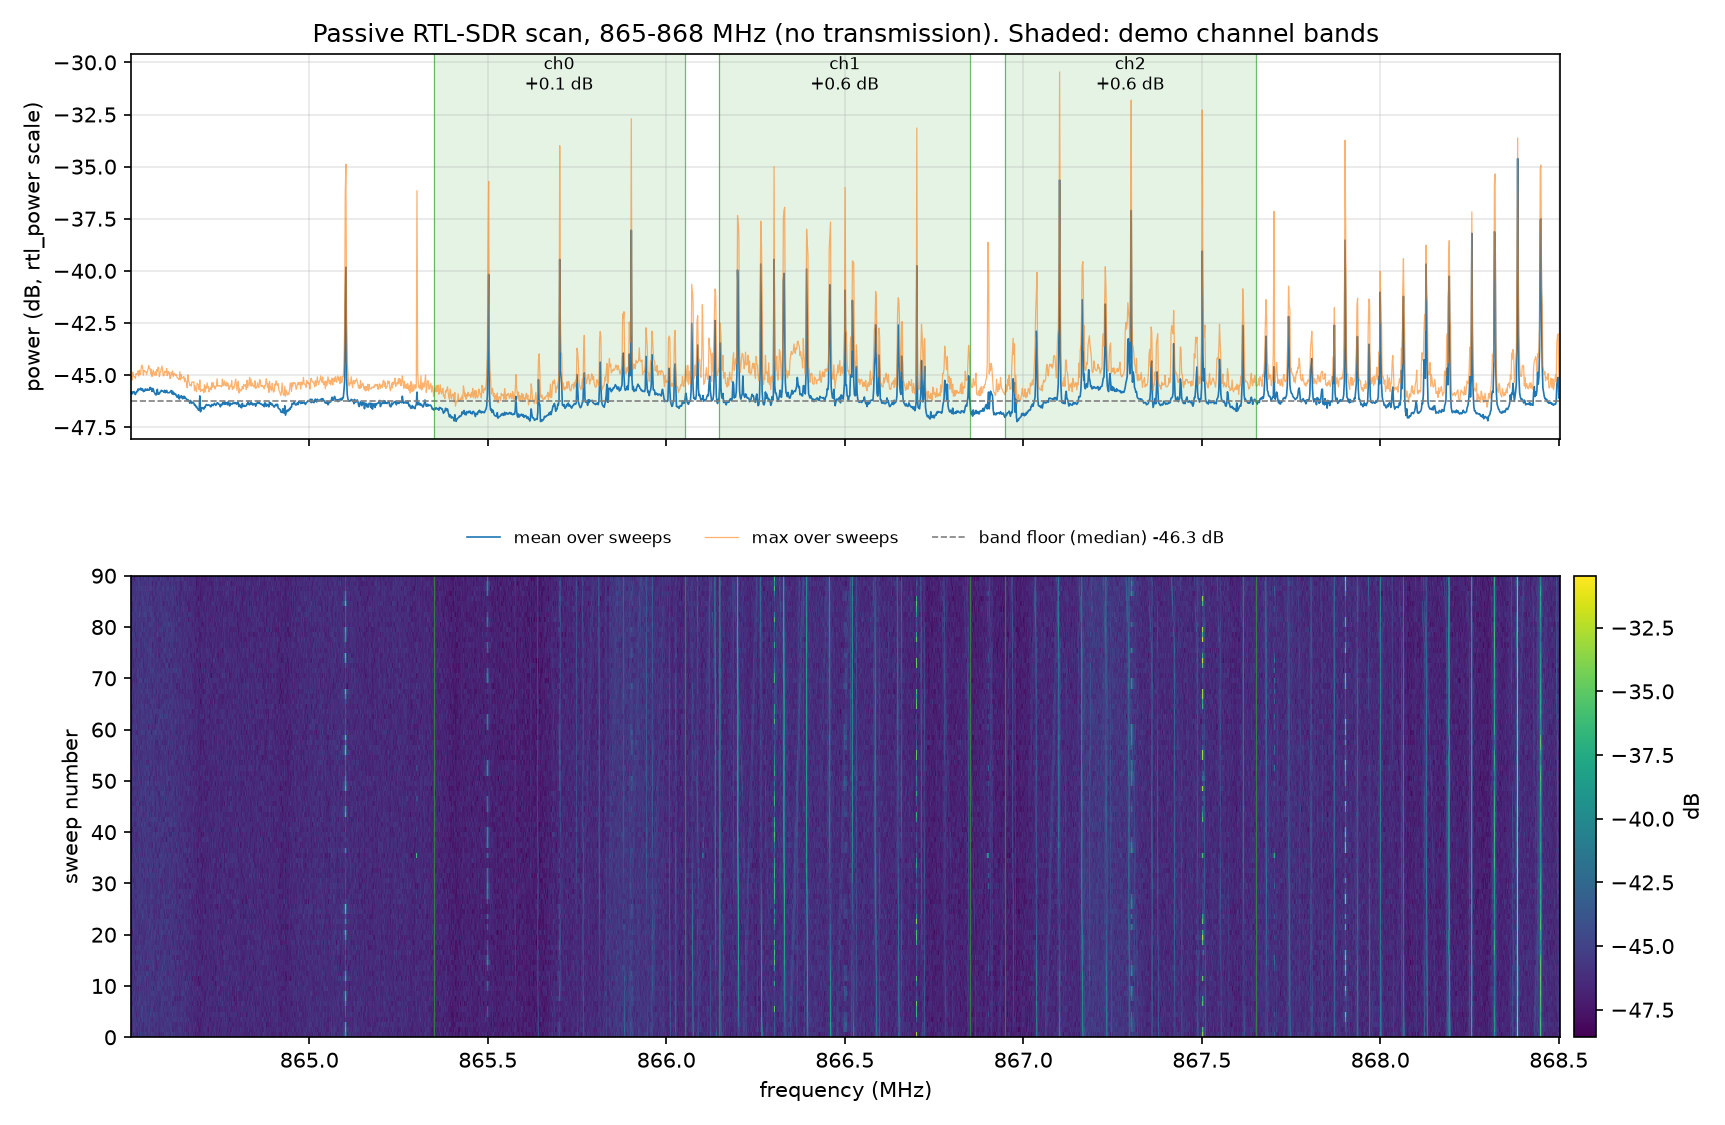 Passive RTL-SDR scan, 865-868 MHz (no transmission). Shaded: demo channel bands
ch0
+0.1 dB
ch1
+0.6 dB
ch2
+0.6 dB
power (dB, rtl_power scale)
−30.0
−32.5
−35.0
−37.5
−40.0
−42.5
−45.0
−47.5
mean over sweeps
max over sweeps
band floor (median) -46.3 dB
sweep number
90
80
70
60
50
40
30
20
10
0
865.0
865.5
866.0
866.5
867.0
867.5
868.0
868.5
frequency (MHz)
−32.5
−35.0
−37.5
−40.0
−42.5
−45.0
−47.5
dB